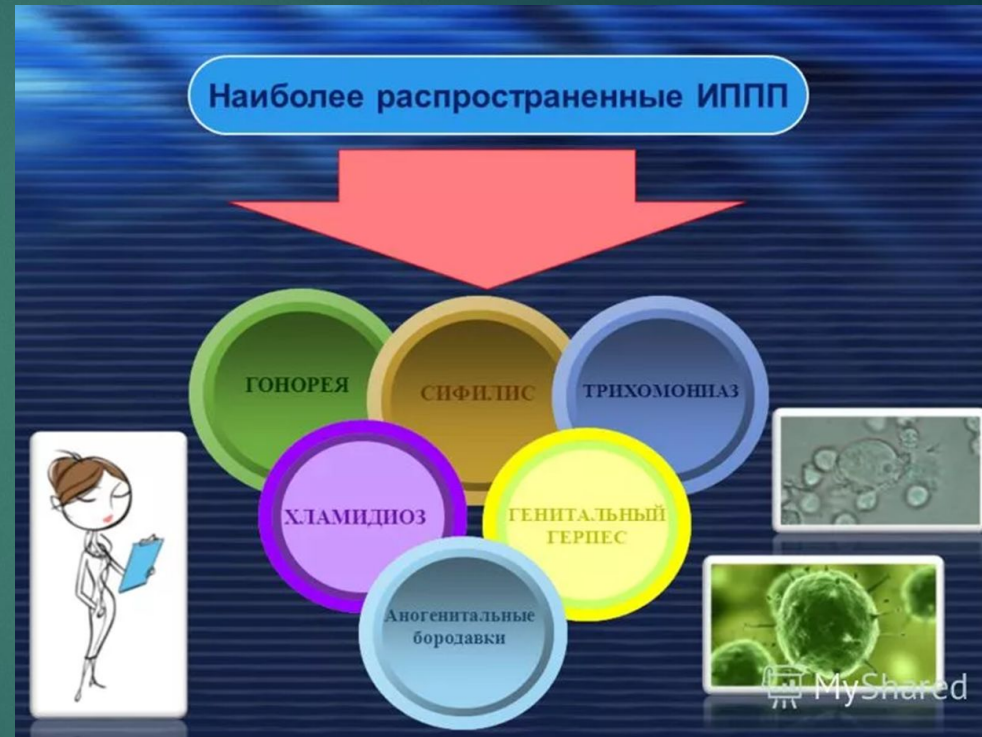 Наиболее распространенные ИППП
ГОНОРЕЯ
СИФИЛИС
ТРИХОМОНИАЗ
ХЛАМИДИОЗ
ГЕНИТАЛЬНЫЙ
ГЕРПЕС
Аногенитальные
бородавки
MyShared